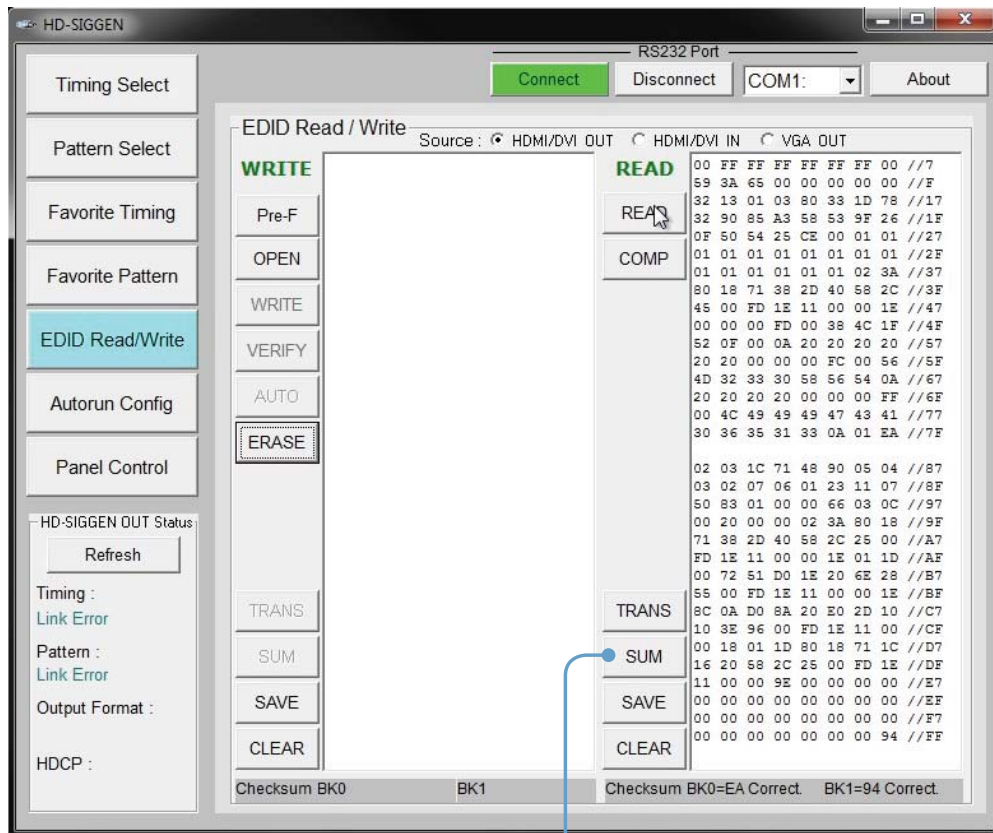 HD-SIGGEN
RS232 Port
Connect
Disconnect
COM1:
About
Timing Select
Pattern Select
Favorite Timing
Favorite Pattern
EDID Read/Write
Autorun Config
Panel Control
HD-SIGGEN OUT Status
Refresh
Timing :
Link Error
Pattern :
Link Error
Output Format :
HDCP :
EDID Read / Write
Source : HDMI/DVI OUT HDMI/DVI IN VGA OUT
WRITE
Pre-F
OPEN
WRITE
VERIFY
AUTO
ERASE
TRANS
SUM
SAVE
CLEAR
READ
READ
COMP
TRANS
SUM
SAVE
CLEAR
00 FF FF FF FF FF FF 00 //7
59 3A 65 00 00 00 00 00 //F
32 13 01 03 80 33 1D 78 //17
32 90 85 A3 58 53 9F 26 //1F
0F 50 54 25 CE 00 01 01 //27
01 01 01 01 01 01 01 01 //2F
01 01 01 01 01 01 02 3A //37
80 18 71 38 2D 40 58 2C //3F
45 00 FD 1E 11 00 00 1E //47
00 00 00 FD 00 38 4C 1F //4F
52 0F 00 0A 20 20 20 20 //57
20 20 00 00 00 FC 00 56 //5F
4D 32 33 30 58 56 54 0A //67
20 20 20 20 00 00 00 FF //6F
00 4C 49 49 49 47 43 41 //77
30 36 35 31 33 0A 01 EA //7F
02 03 1C 71 48 90 05 04 //87
03 02 07 06 01 23 11 07 //8F
50 83 01 00 00 66 03 0C //97
00 20 00 00 02 3A 80 18 //9F
71 38 2D 40 58 2C 25 00 //A7
FD 1E 11 00 00 1E 01 1D //AF
00 72 51 D0 1E 20 6E 28 //B7
55 00 FD 1E 11 00 00 1E //BF
8C 0A D0 8A 20 E0 2D 10 //C7
10 3E 96 00 FD 1E 11 00 //CF
00 18 01 1D 80 18 71 1C //D7
16 20 58 2C 25 00 FD 1E //DF
11 00 00 9E 00 00 00 00 //E7
00 00 00 00 00 00 00 00 //EF
00 00 00 00 00 00 00 00 //F7
00 00 00 00 00 00 00 94 //FF
Checksum BK0 BK1
Checksum BK0=EA Correct. BK1=94 Correct.